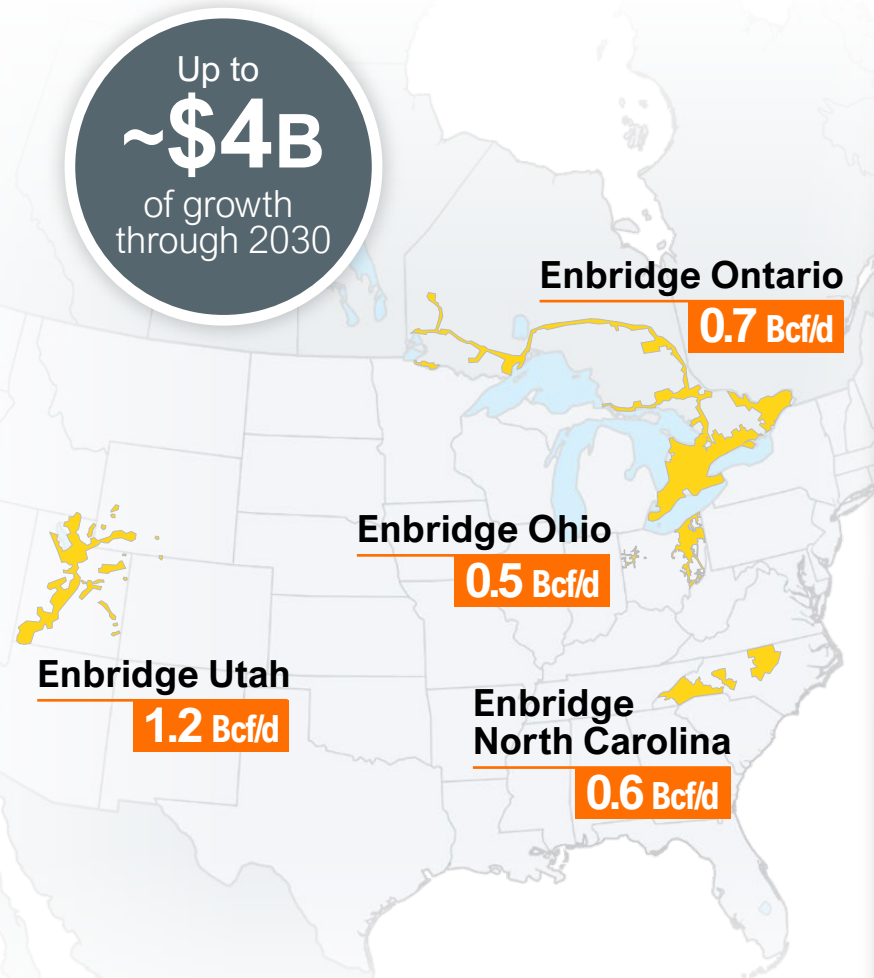 Up to
~$4B
of growth
through 2030
Enbridge Ontario
0.7 Bcf/d
Enbridge Ohio
0.5 Bcf/d
Enbridge Utah
1.2 Bcf/d
Enbridge
North Carolina
0.6 Bcf/d